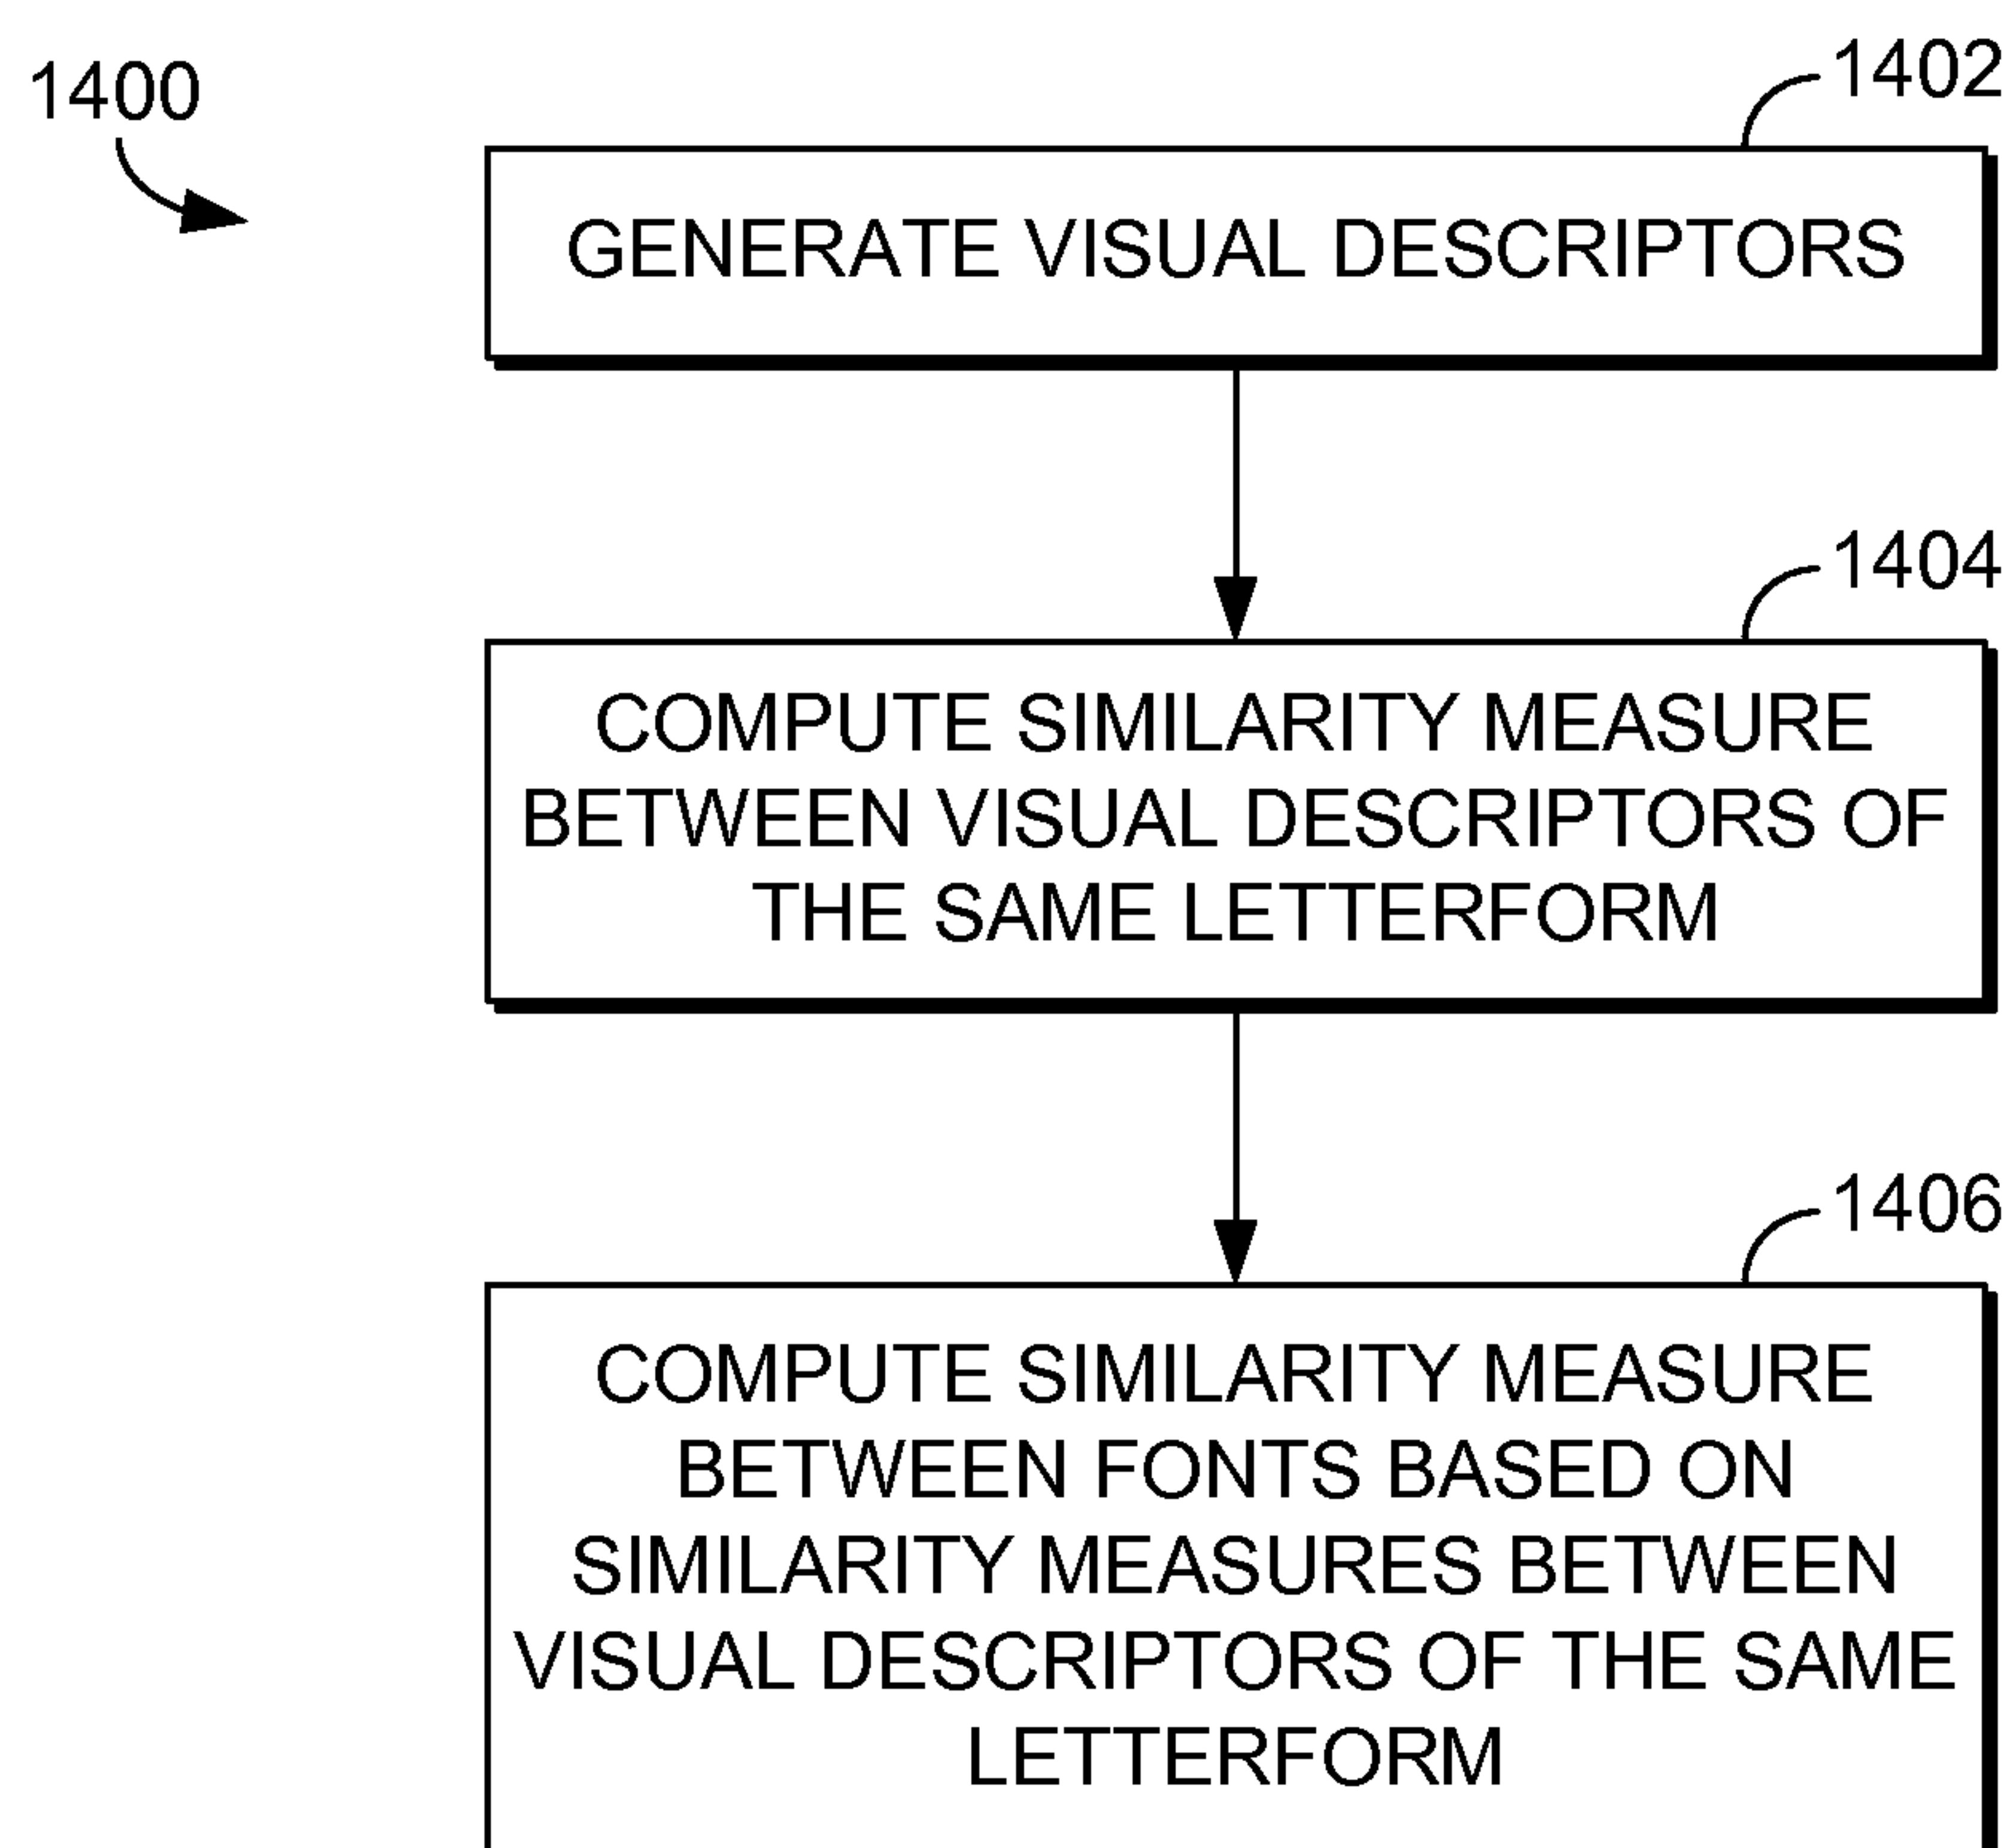 1400
1402
GENERATE VISUAL DESCRIPTORS
1404
COMPUTE SIMILARITY MEASURE
BETWEEN VISUAL DESCRIPTORS OF
THE SAME LETTERFORM
1406
COMPUTE SIMILARITY MEASURE
BETWEEN FONTS BASED ON
SIMILARITY MEASURES BETWEEN
VISUAL DESCRIPTORS OF THE SAME
LETTERFORM